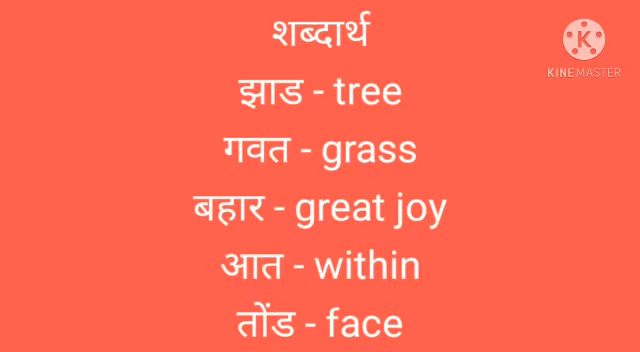 शब्दार्थ
KINEMASTER
झाड - tree
गवत - grass
बहार - great joy
आत - within
तोंड - face